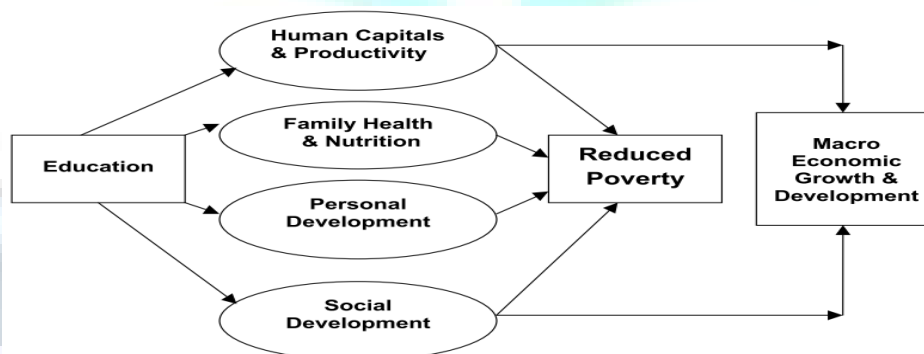 Human Capitals
& Productivity
Family Health
& Nutrition
Education
Reduced
Poverty
Macro
Economic
Growth &
Development
Personal
Development
Social
Development